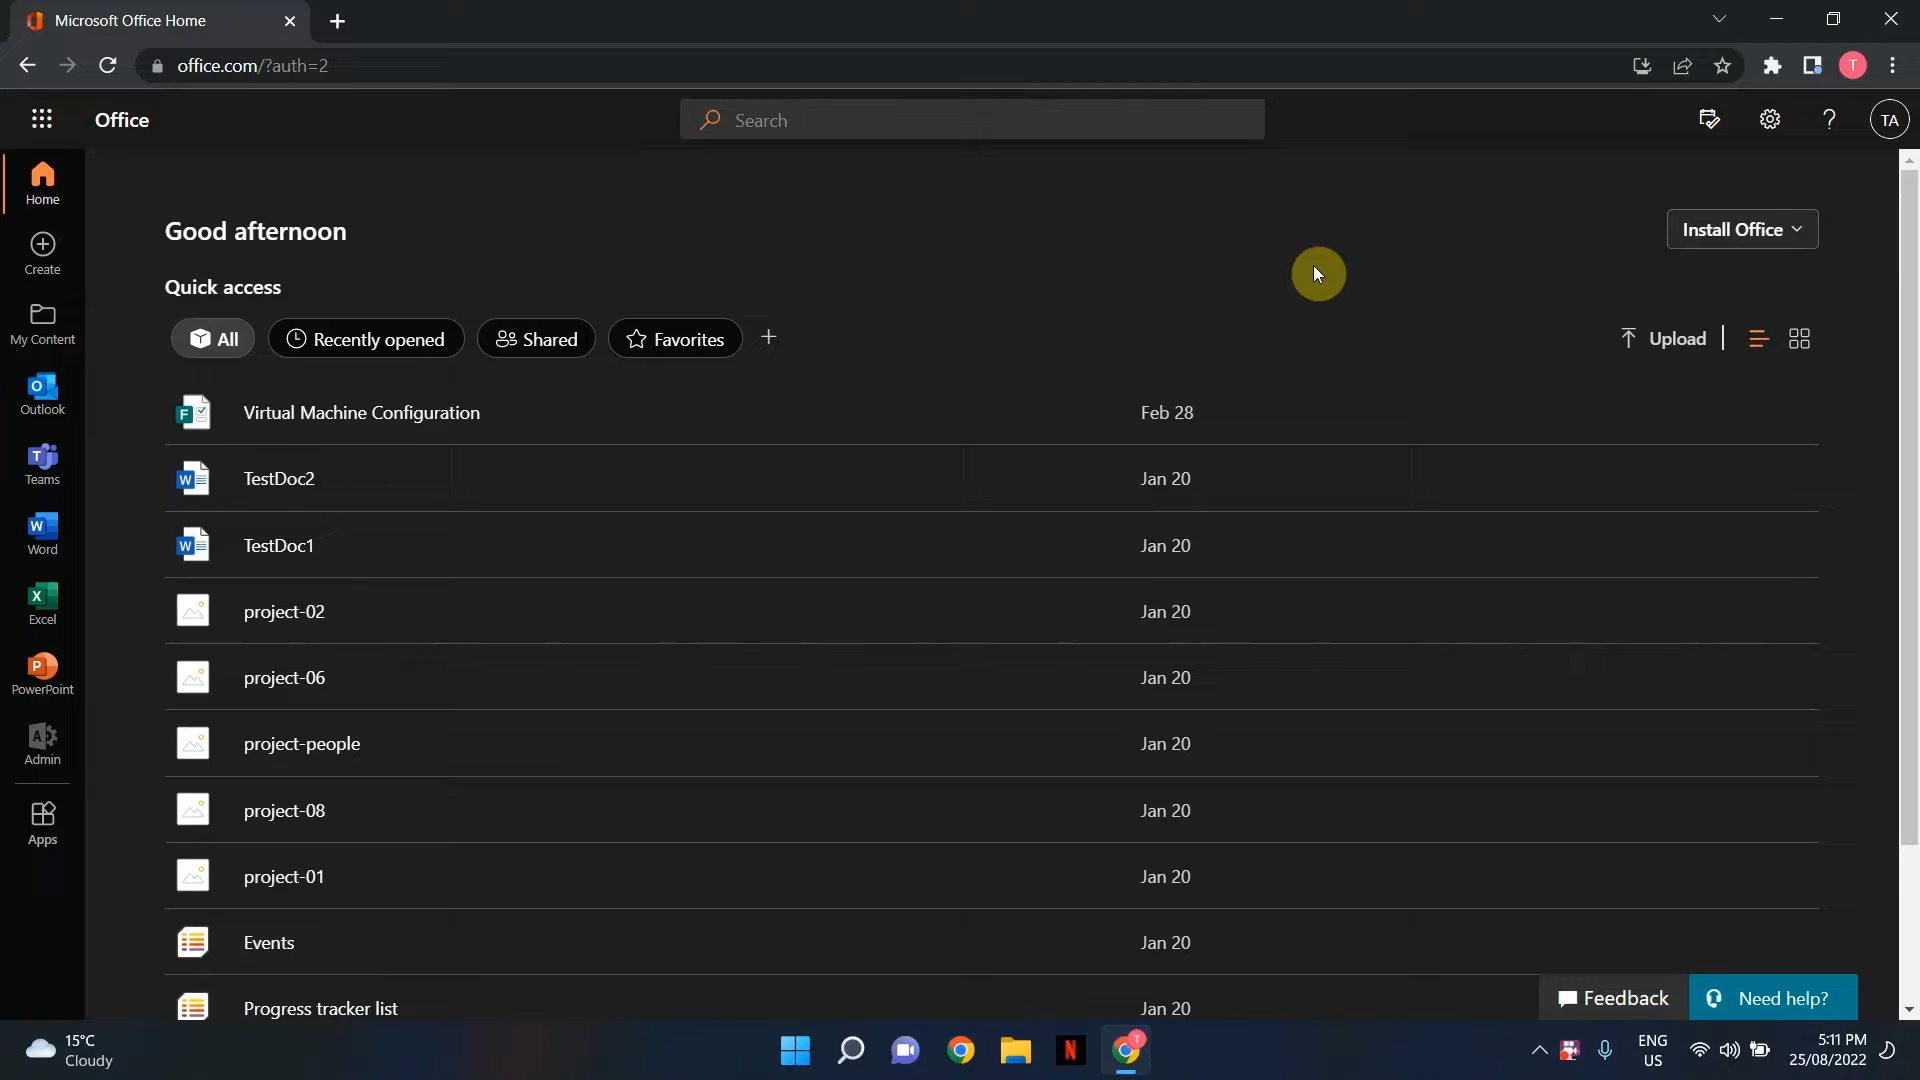 Microsoft Office Home
office.com/?auth=2
T
Office
Search
TA
Home
Create
My Content
Outlook
Teams
Word
Excel
PowerPoint
Admin
Apps
Good afternoon
Install Office
Quick access
All
Recently opened
Shared
Favorites
Upload
Virtual Machine Configuration Feb 28
TestDoc2 Jan 20
TestDoc1 Jan 20
project-02 Jan 20
project-06 Jan 20
project-people Jan 20
project-08 Jan 20
project-01 Jan 20
Events Jan 20
Progress tracker list Jan 20
Feedback
Need help?
15°C
Cloudy
ENG
US
5:11 PM
25/08/2022